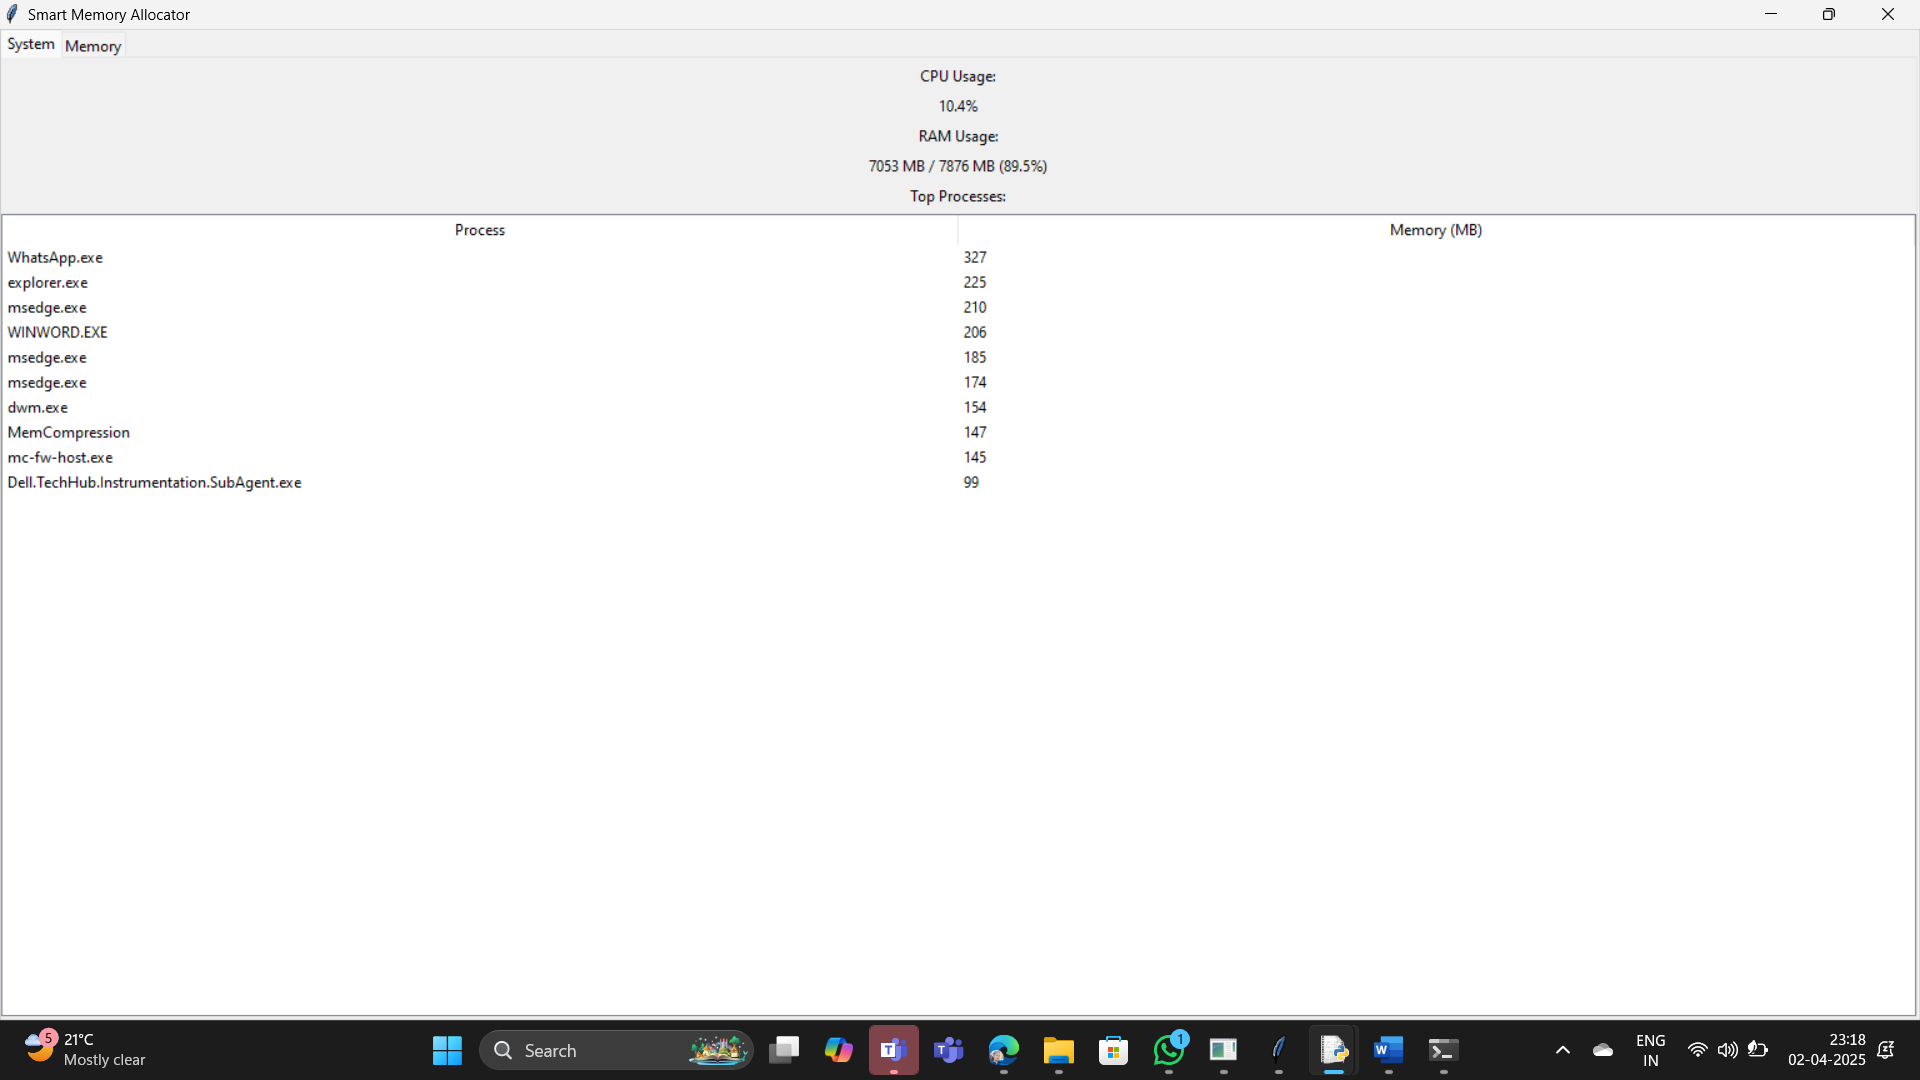 Smart Memory Allocator
System Memory
CPU Usage:
10.4%
RAM Usage:
7053 MB / 7876 MB (89.5%)
Top Processes:
Process Memory (MB)
WhatsApp.exe 327
explorer.exe 225
msedge.exe 210
WINWORD.EXE 206
msedge.exe 185
msedge.exe 174
dwm.exe 154
MemCompression 147
mc-fw-host.exe 145
Dell.TechHub.Instrumentation.SubAgent.exe 99
5 21°C
Mostly clear
Search
T
T
1
W
ENG
IN
23:18
02-04-2025